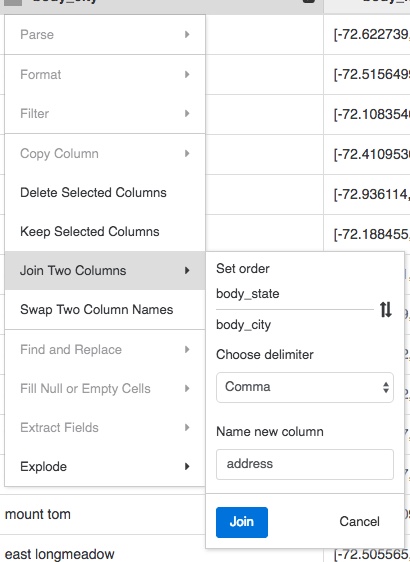 body_city
Parse
Format
Filter
Copy Column
Delete Selected Columns
Keep Selected Columns
Join Two Columns
Swap Two Column Names
Find and Replace
Fill Null or Empty Cells
Extract Fields
Explode
mount tom
east longmeadow
[-72.622739,
[-72.515649
[-72.108354
[-72.410953
[-72.936114,
[-72.188455,
Set order
body_state
body_city
Choose delimiter
Comma
Name new column
address
Join
Cancel
[-72.505565,